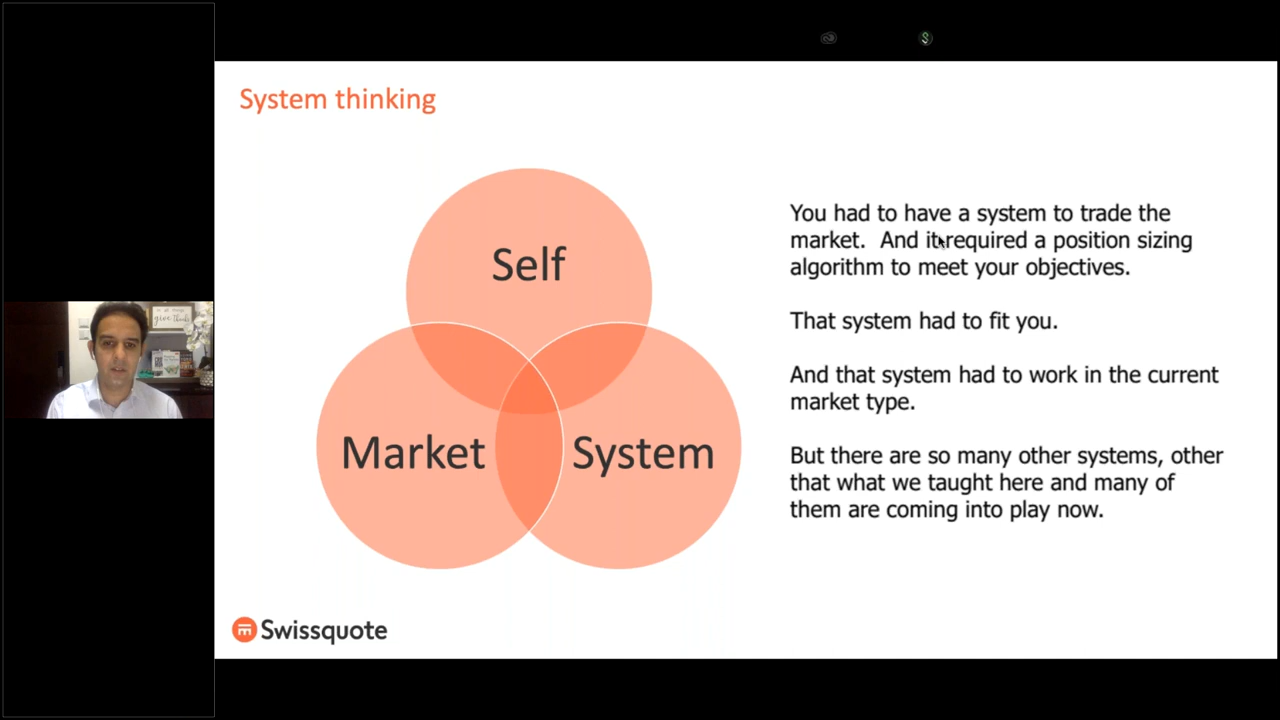 System thinking
Self
Market
System
You had to have a system to trade the
market. And it required a position sizing
algorithm to meet your objectives.
That system had to fit you.
And that system had to work in the current
market type.
But there are so many other systems, other
that what we taught here and many of
them are coming into play now.
Swissquote